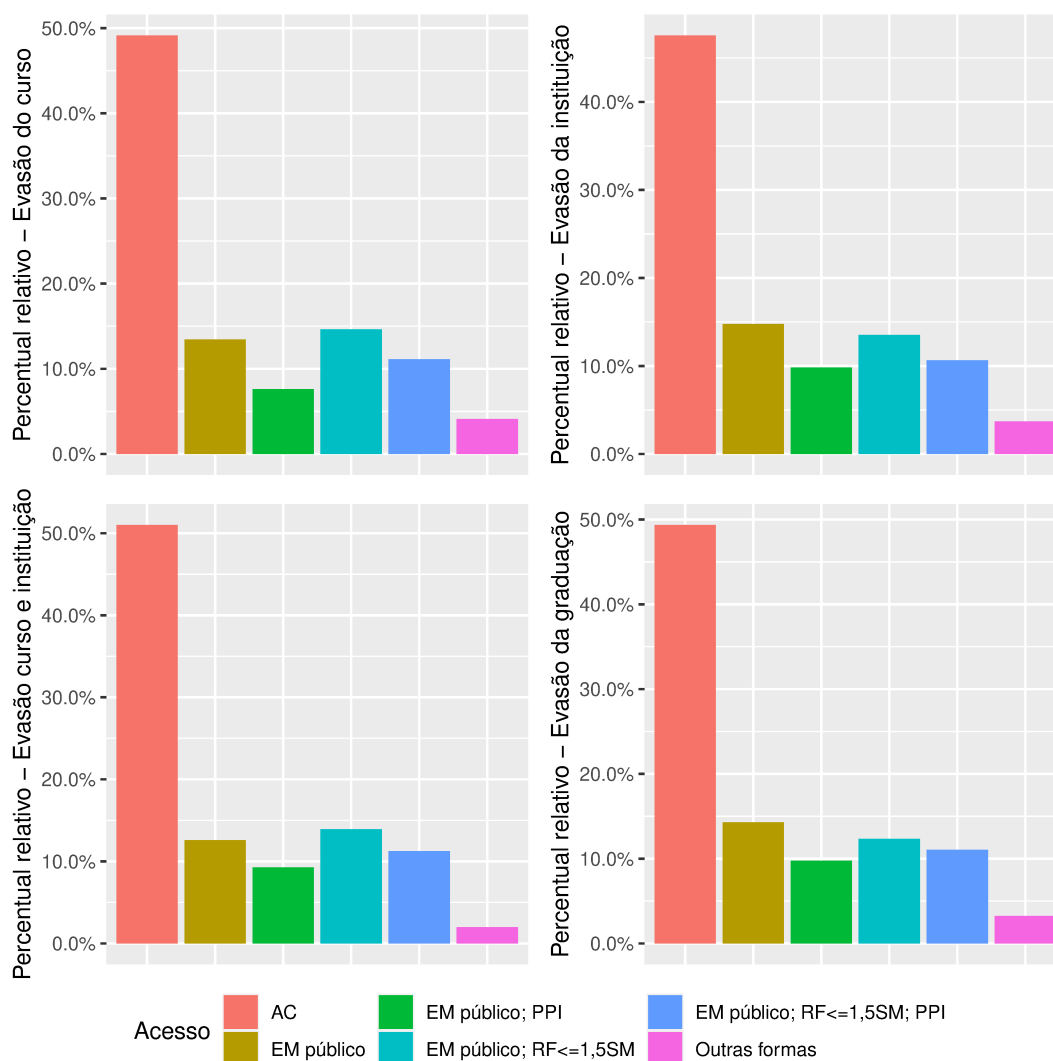 Percentual relativo – Evasão do curso
50.0%
40.0%
30.0%
20.0%
10.0%
0.0%
Percentual relativo – Evasão da instituição
40.0%
30.0%
20.0%
10.0%
0.0%
Percentual relativo – Evasão curso e instituição
50.0%
40.0%
30.0%
20.0%
10.0%
0.0%
Percentual relativo – Evasão da graduação
50.0%
40.0%
30.0%
20.0%
10.0%
0.0%
Acesso
AC
EM público
EM público; PPI
EM público; RF<=1,5SM
EM público; RF<=1,5SM; PPI
Outras formas